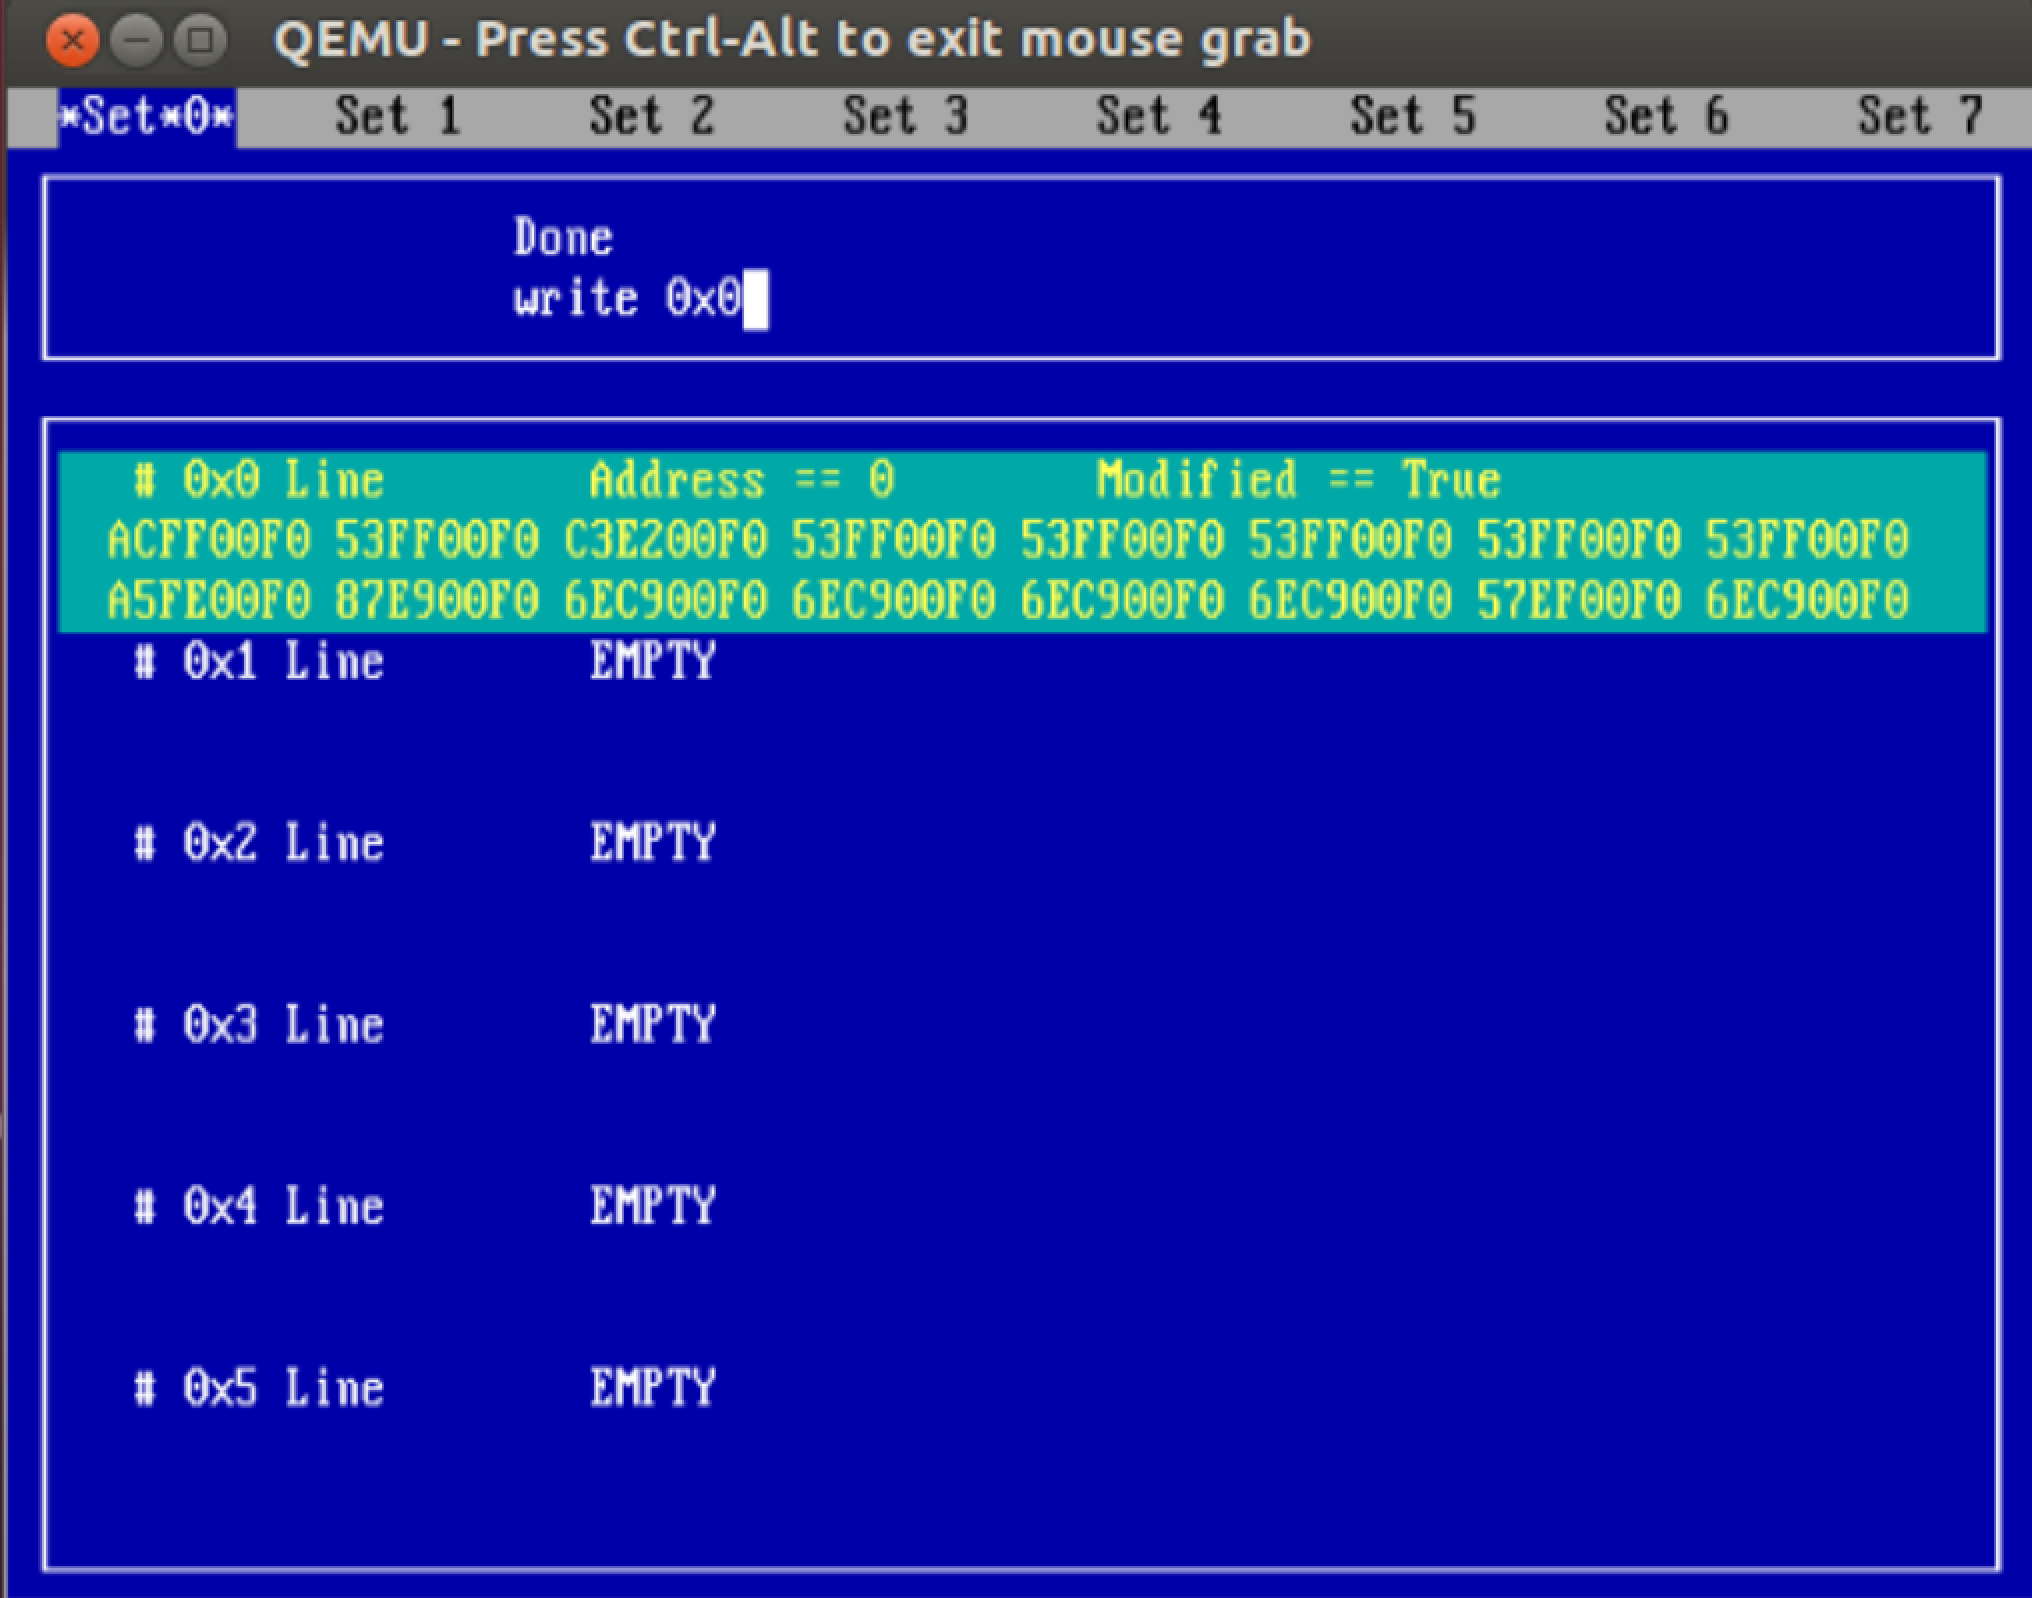 QEMU - Press Ctrl-Alt to exit mouse grab
*Set*0* Set 1 Set 2 Set 3 Set 4 Set 5 Set 6 Set 7
Done
write 0x0
# 0x0 Line Address == 0 Modified == True
ACFF00F0 53FF00F0 C3E200F0 53FF00F0 53FF00F0 53FF00F0 53FF00F0 53FF00F0
A5FE00F0 87E900F0 6EC900F0 6EC900F0 6EC900F0 6EC900F0 57EF00F0 6EC900F0
# 0x1 Line EMPTY
# 0x2 Line EMPTY
# 0x3 Line EMPTY
# 0x4 Line EMPTY
# 0x5 Line EMPTY